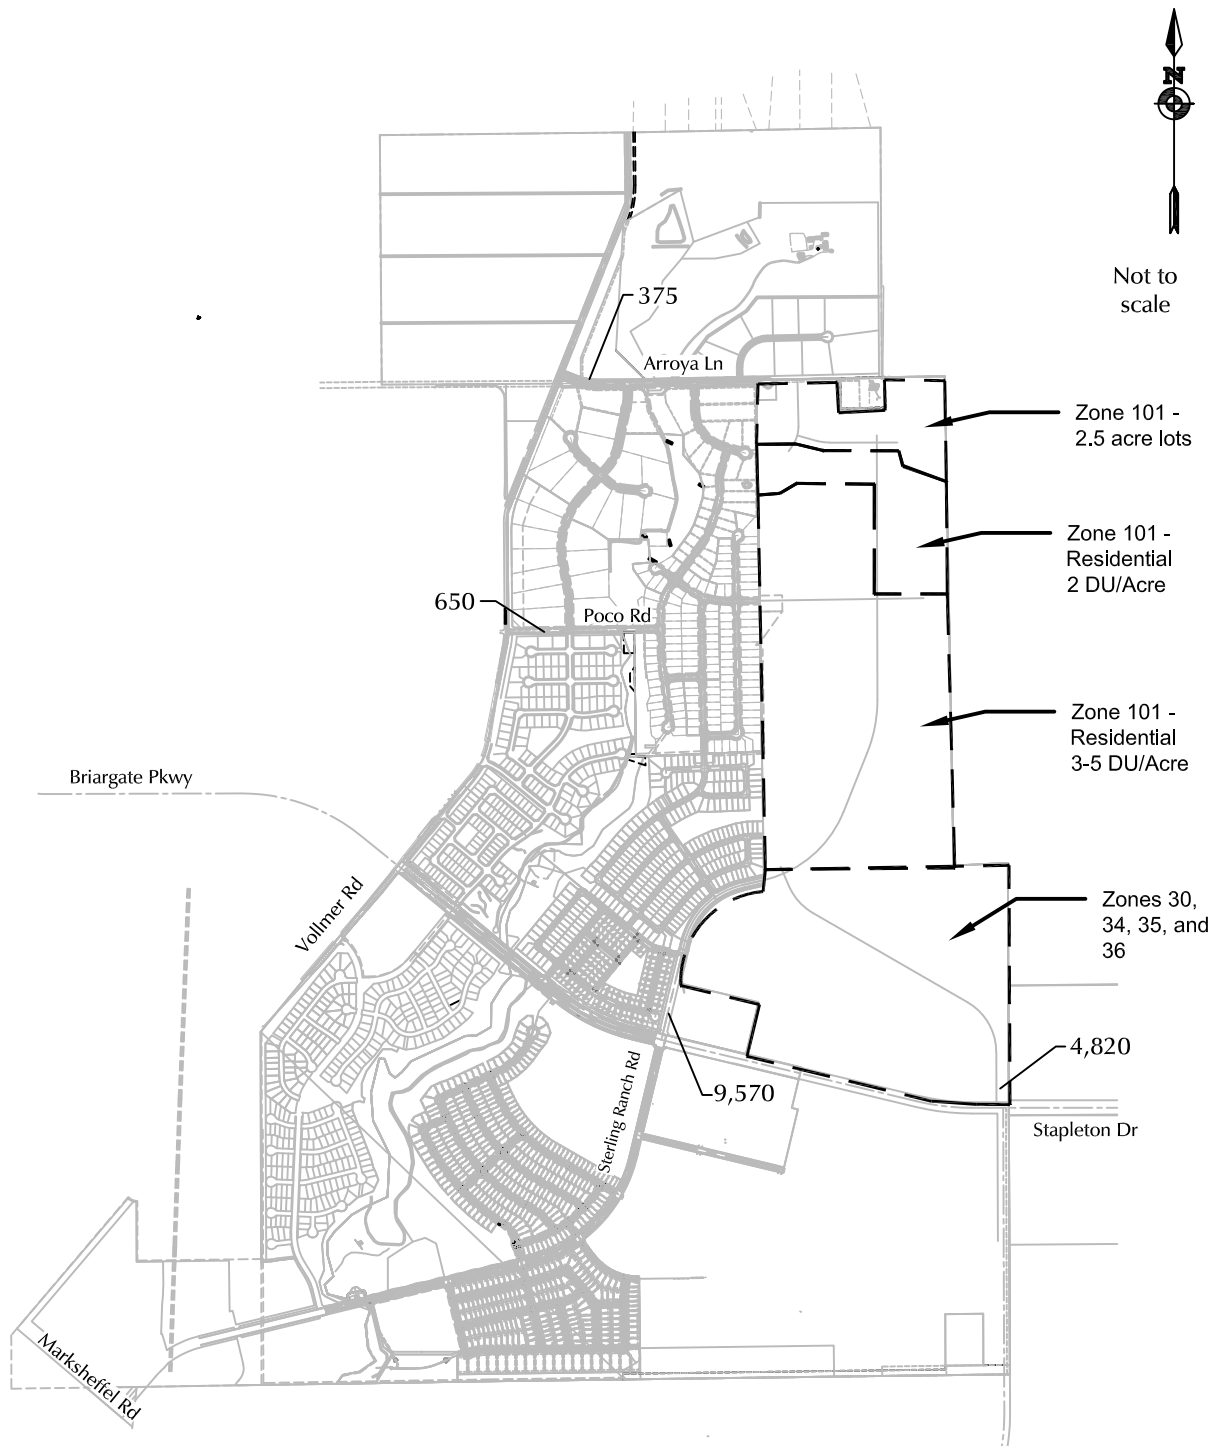 N
Not to
scale
375
Arroya Ln
Zone 101 -
2.5 acre lots
Zone 101 -
Residential
2 DU/Acre
650
Poco Rd
Zone 101 -
Residential
3-5 DU/Acre
Briargate Pkwy
Vollmer Rd
Zones 30,
34, 35, and
36
4,820
9,570
Sterling Ranch Rd
Stapleton Dr
Marksheffel Rd